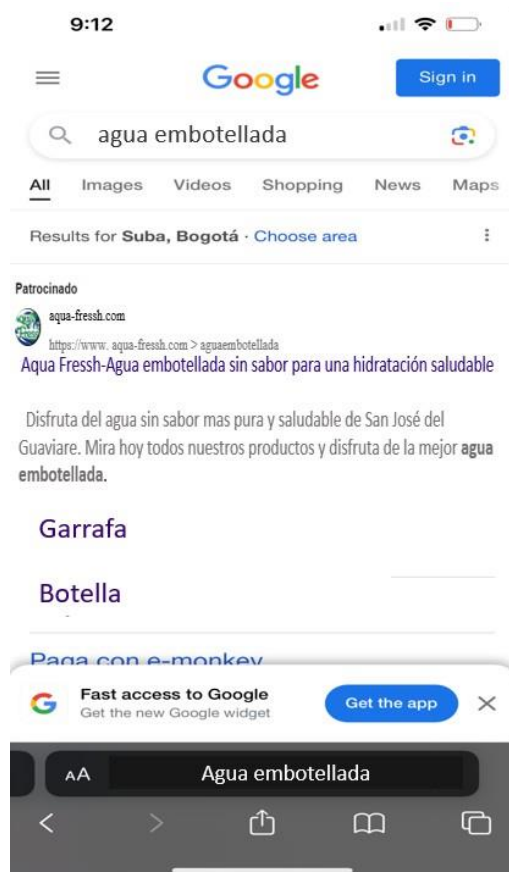 9:12
Google
Sign in
agua embotellada
All Images Videos Shopping News Maps
Results for Suba, Bogotá · Choose area
Patrocinado
aqua-fressh.com
https://www. aqua-fressh.com > aguaembotellada
Aqua Fressh-Agua embotellada sin sabor para una hidratación saludable
Disfruta del agua sin sabor mas pura y saludable de San José del
Guaviare. Mira hoy todos nuestros productos y disfruta de la mejor agua
embotellada.
Garrafa
Botella
Paga con e-monkey
G Fast access to Google
Get the new Google widget
Get the app
AA Agua embotellada